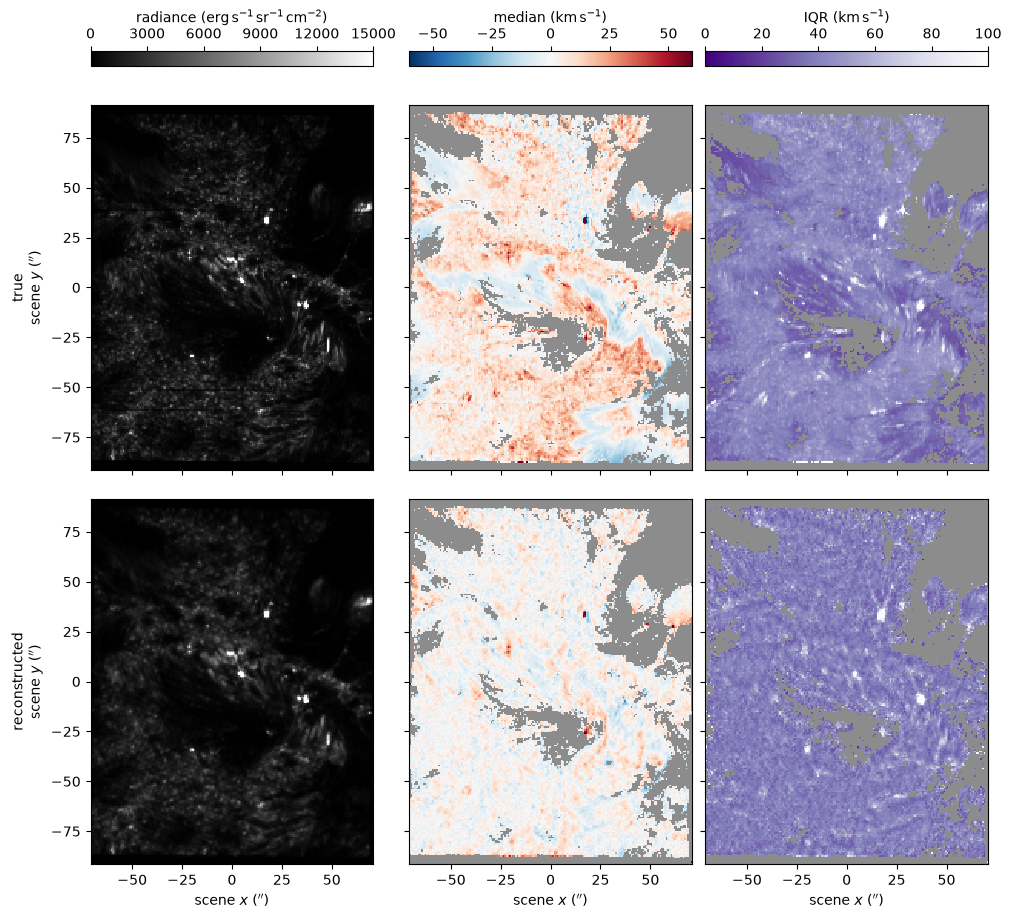 radiance (erg s⁻¹ sr⁻¹ cm⁻²) median (km s⁻¹) IQR (km s⁻¹)
0 3000 6000 9000 12000 15000 −50 −25 0 25 50 0 20 40 60 80 100
75
50
25
0
−25
−50
−75
true
scene y (″)
75
50
25
0
−25
−50
−75
reconstructed
scene y (″)
−50 −25 0 25 50 −50 −25 0 25 50 −50 −25 0 25 50
scene x (″) scene x (″) scene x (″)